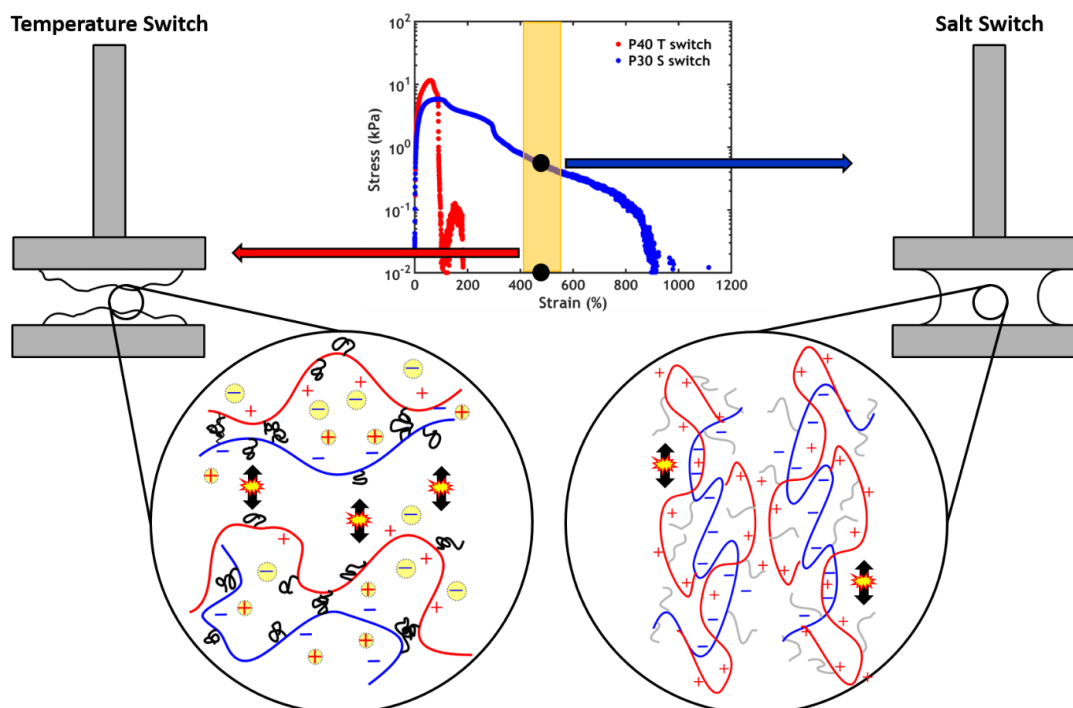 Temperature Switch
Salt Switch
10²
10¹
10⁰
10⁻¹
10⁻²
Stress (kPa)
P40 T switch
P30 S switch
0
200
400
600
800
1000
1200
Strain (%)